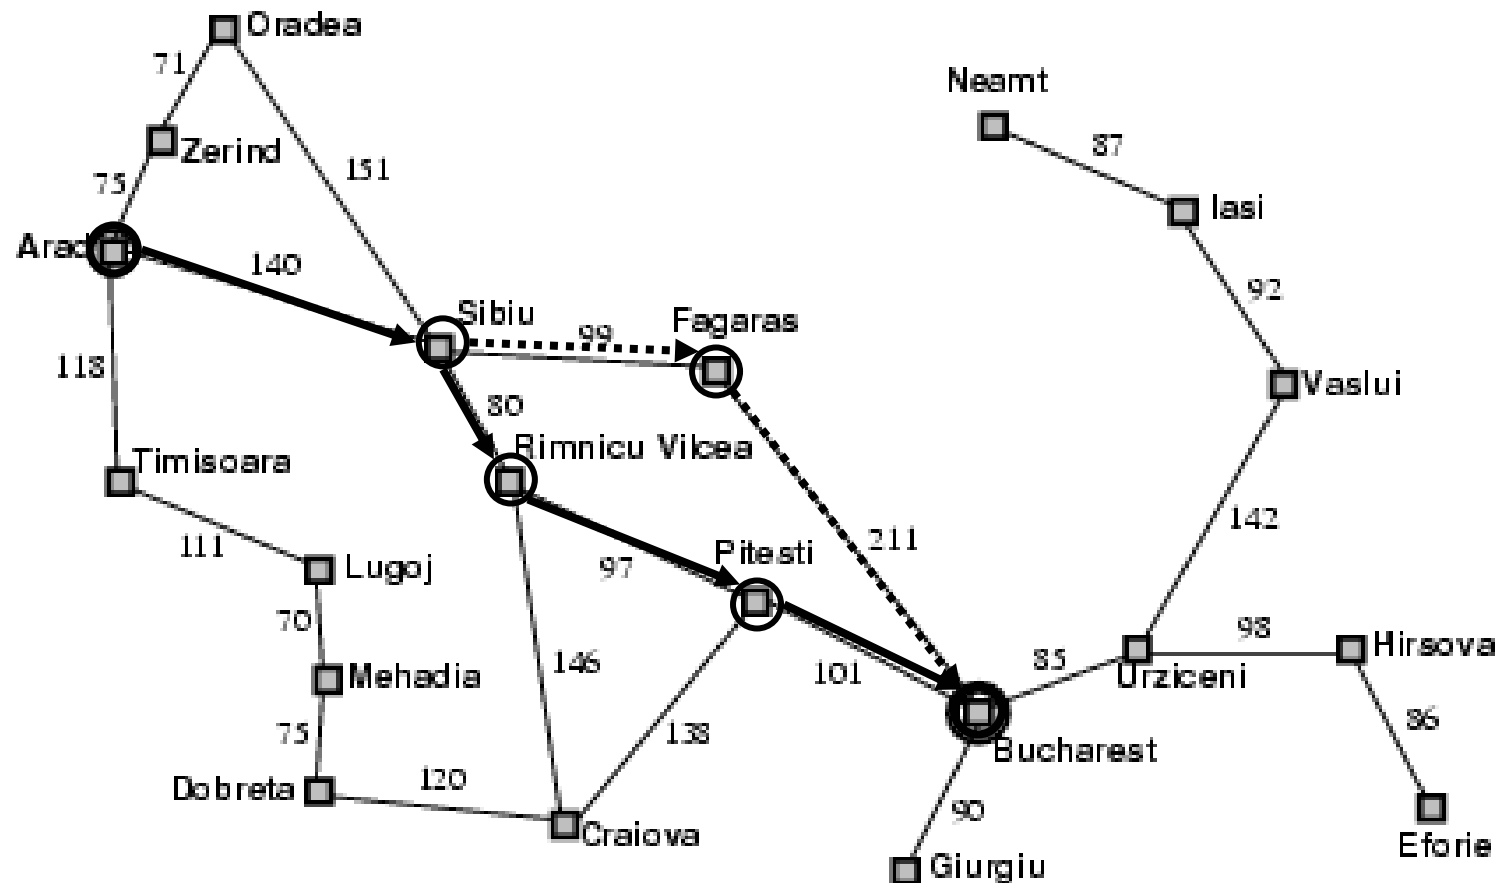 Oradea
71
Neamt
Zerind
87
151
75
Iasi
Arad
140
92
Sibiu
Fagaras
99
118
Vaslui
80
Timisoara
Rimnicu Vilcea
142
111
211
Pitesti
Lugoj
97
70
98
Hirsova
85
Mehadia
146
101
Urziceni
86
75
138
Bucharest
Dobreta
120
90
Craiova
Eforie
Giurgiu